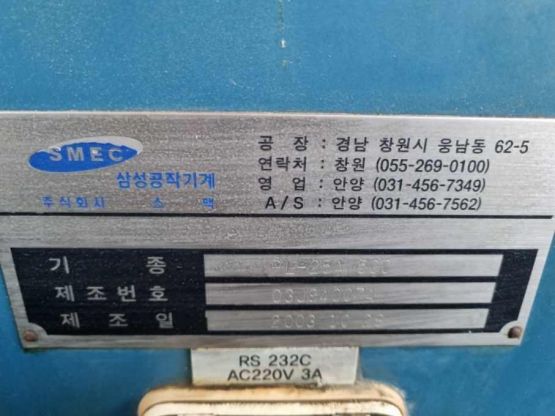 SMEC
삼성공작기계
주식회사 스 맥
공 장 : 경남 창원시 웅남동 62-5
연락처 : 창원 (055-269-0100)
영 업 : 안양 (031-456-7349)
A/S : 안양 (031-456-7562)
기 종
제조번호
제 조 일 2003
RS 232C
AC220V 3A